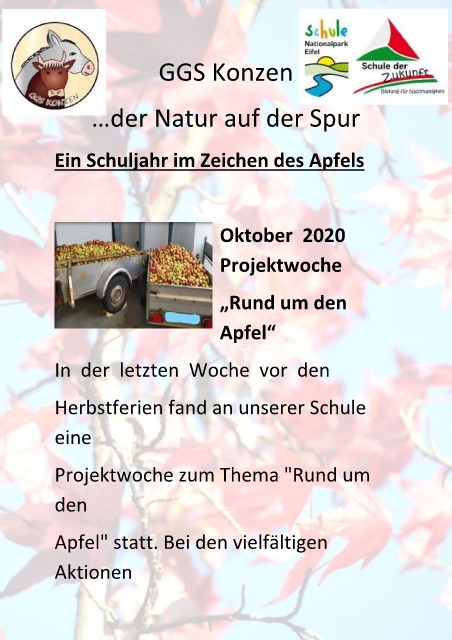 GGS KONZEN
Schule
Nationalpark
Eifel
Schule der
Zukunft
Bildung für Nachhaltigkeit
GGS Konzen
…der Natur auf der Spur
Ein Schuljahr im Zeichen des Apfels
Oktober 2020
Projektwoche
„Rund um den
Apfel“
In der letzten Woche vor den
Herbstferien fand an unserer Schule
eine
Projektwoche zum Thema "Rund um
den
Apfel" statt. Bei den vielfältigen
Aktionen